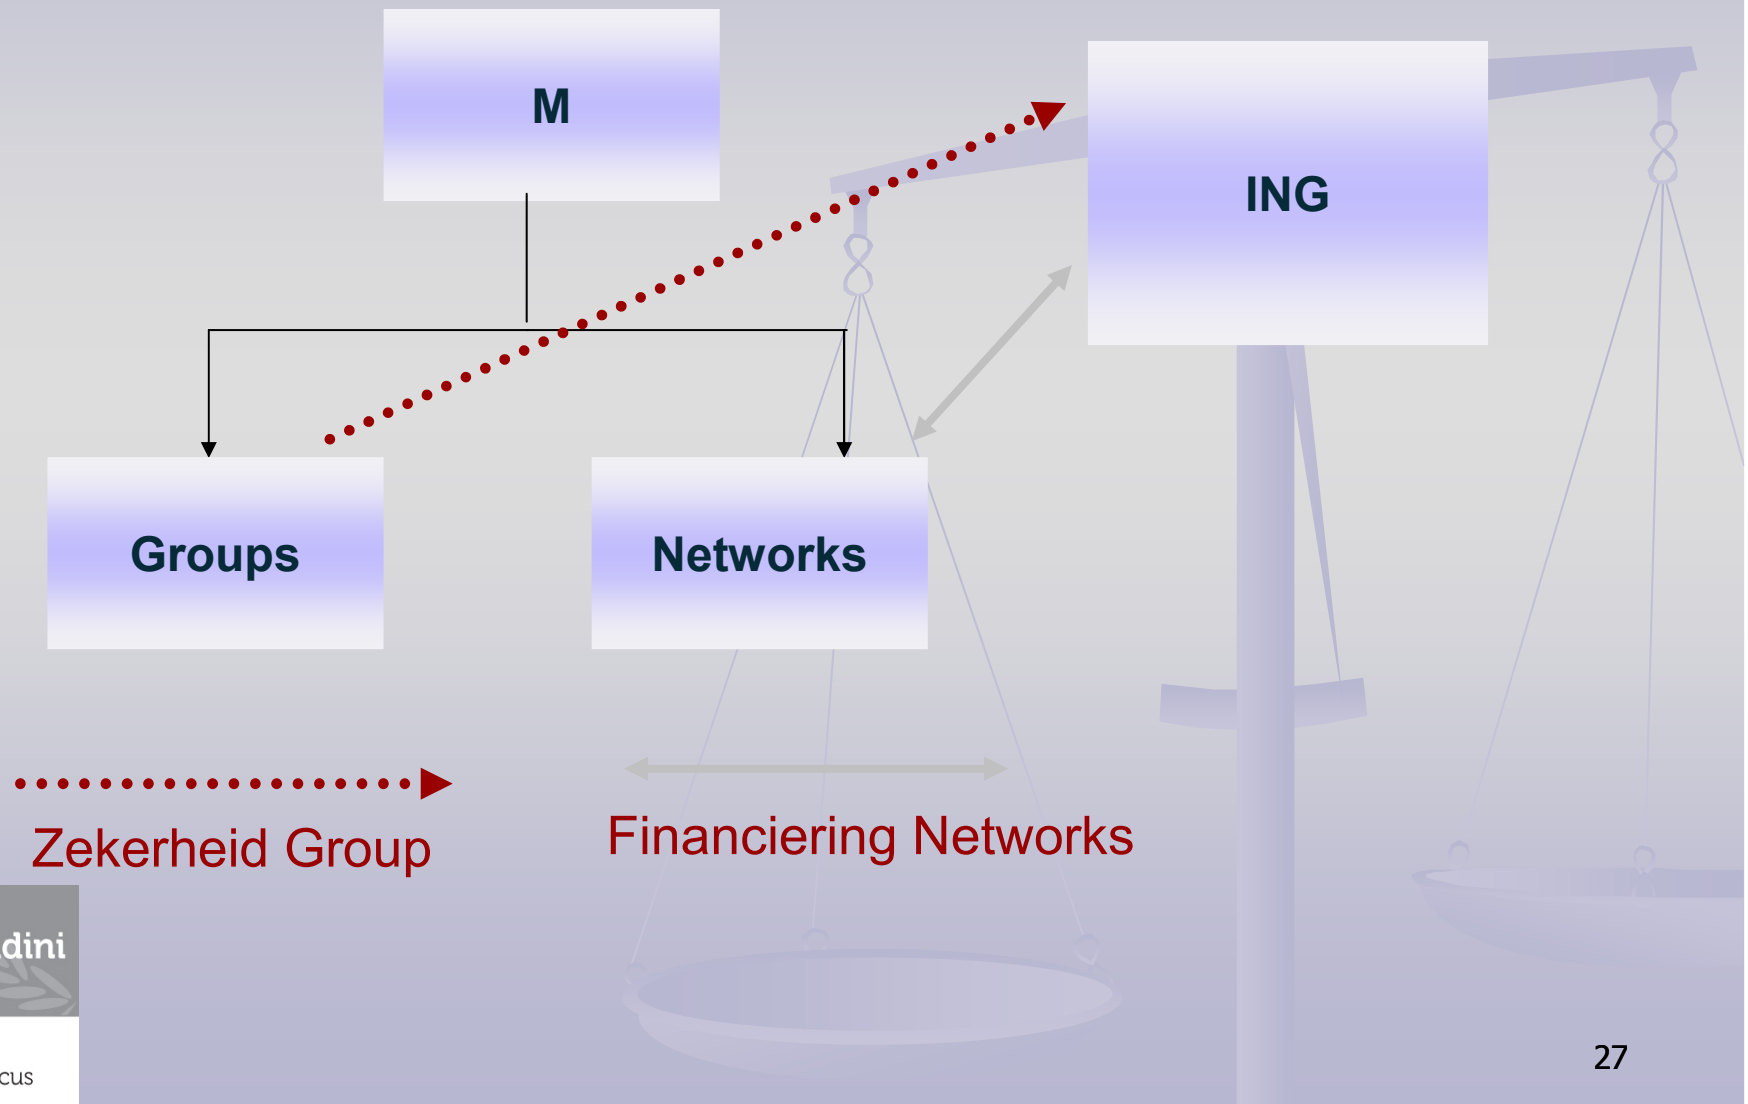 M
ING
Groups
Networks
Zekerheid Group
Financiering Networks
dini
cus
27